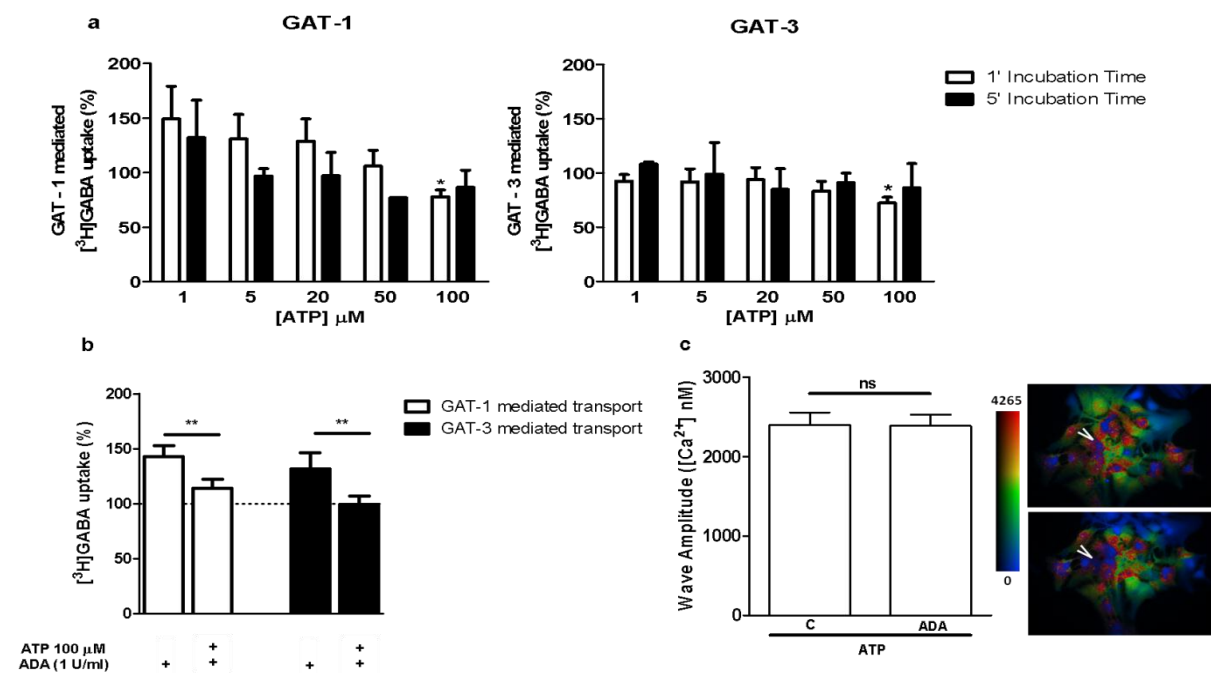 a
GAT-1
GAT-3
GAT - 1 mediated
[³H]GABA uptake (%)
200
150
100
50
0
*
1 5 20 50 100
[ATP] μM
GAT - 3 mediated
[³H]GABA uptake (%)
200
150
100
50
0
*
1 5 20 50 100
[ATP] μM
1' Incubation Time
5' Incubation Time
b
[³H]GABA uptake (%)
200
150
100
50
0
**
**
GAT-1 mediated transport
GAT-3 mediated transport
ATP 100 μM + +
ADA (1 U/ml) + + + +
c
Wave Amplitude ([Ca²⁺] nM)
3000
2000
1000
0
ns
C ADA
ATP
4265
0